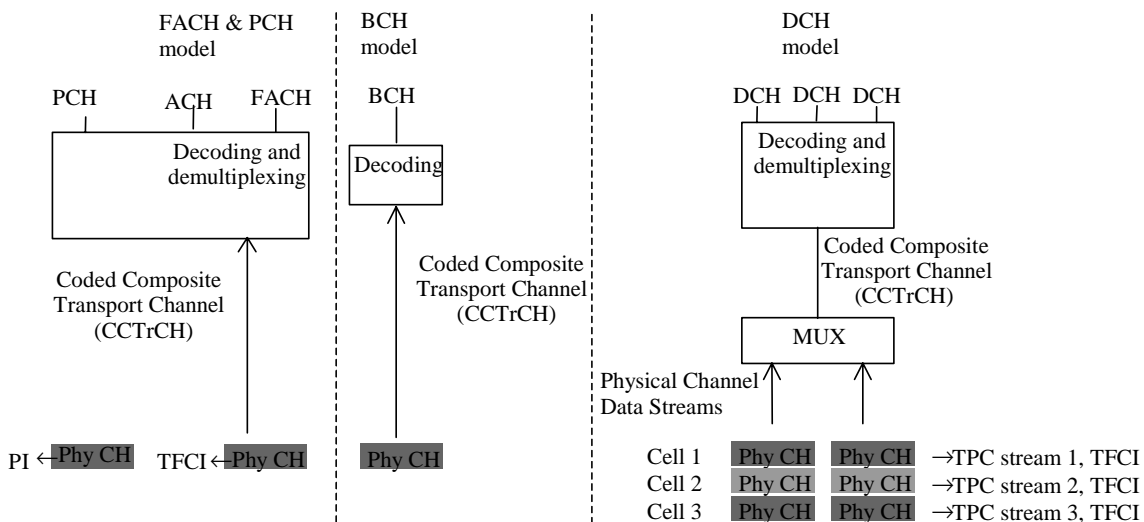 FACH & PCH
model
PCH
ACH
FACH
Decoding and
demultiplexing
Coded Composite
Transport Channel
(CCTrCH)
PI
Phy CH
TFCI
Phy CH
BCH
model
BCH
Decoding
Coded Composite
Transport Channel
(CCTrCH)
Phy CH
DCH
model
DCH DCH DCH
Decoding and
demultiplexing
Coded Composite
Transport Channel
(CCTrCH)
MUX
Physical Channel
Data Streams
Cell 1 Phy CH Phy CH →TPC stream 1, TFCI
Cell 2 Phy CH Phy CH →TPC stream 2, TFCI
Cell 3 Phy CH Phy CH →TPC stream 3, TFCI